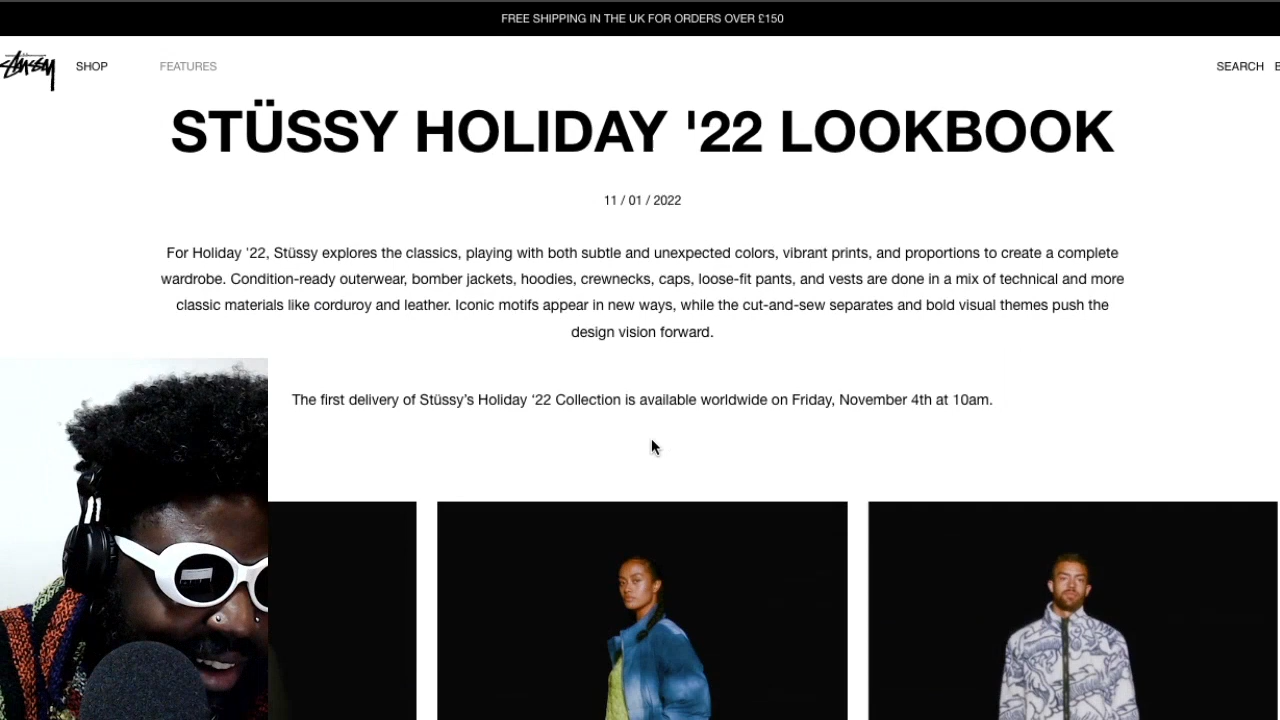 FREE SHIPPING IN THE UK FOR ORDERS OVER £150
Stüssy
SHOP
FEATURES
SEARCH
STÜSSY HOLIDAY '22 LOOKBOOK
11 / 01 / 2022
For Holiday '22, Stüssy explores the classics, playing with both subtle and unexpected colors, vibrant prints, and proportions to create a complete
wardrobe. Condition-ready outerwear, bomber jackets, hoodies, crewnecks, caps, loose-fit pants, and vests are done in a mix of technical and more
classic materials like corduroy and leather. Iconic motifs appear in new ways, while the cut-and-sew separates and bold visual themes push the
design vision forward.
The first delivery of Stüssy’s Holiday ‘22 Collection is available worldwide on Friday, November 4th at 10am.